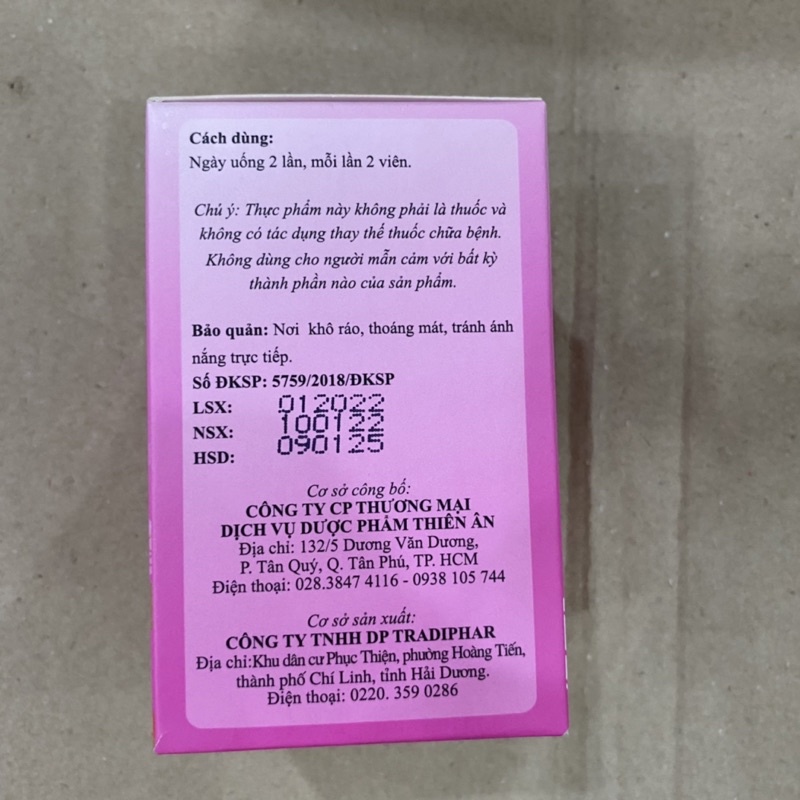 Cách dùng:
Ngày uống 2 lần, mỗi lần 2 viên.
Chú ý: Thực phẩm này không phải là thuốc và
không có tác dụng thay thế thuốc chữa bệnh.
Không dùng cho người mẫn cảm với bất kỳ
thành phần nào của sản phẩm.
Bảo quản: Nơi khô ráo, thoáng mát, tránh ánh
nắng trực tiếp.
Số ĐKSP: 5759/2018/ĐKSP
LSX: 012022
NSX: 100122
HSD: 090125
Cơ sở công bố:
CÔNG TY CP THƯƠNG MẠI
DỊCH VỤ DƯỢC PHẨM THIÊN ÂN
Địa chỉ: 132/5 Dương Văn Dương,
P. Tân Quý, Q. Tân Phú, TP. HCM
Điện thoại: 028.3847 4116 - 0938 105 744
Cơ sở sản xuất:
CÔNG TY TNHH DP TRADIPHAR
Địa chỉ:Khu dân cư Phục Thiện, phường Hoàng Tiến,
thành phố Chí Linh, tỉnh Hải Dương.
Điện thoại: 0220. 359 0286